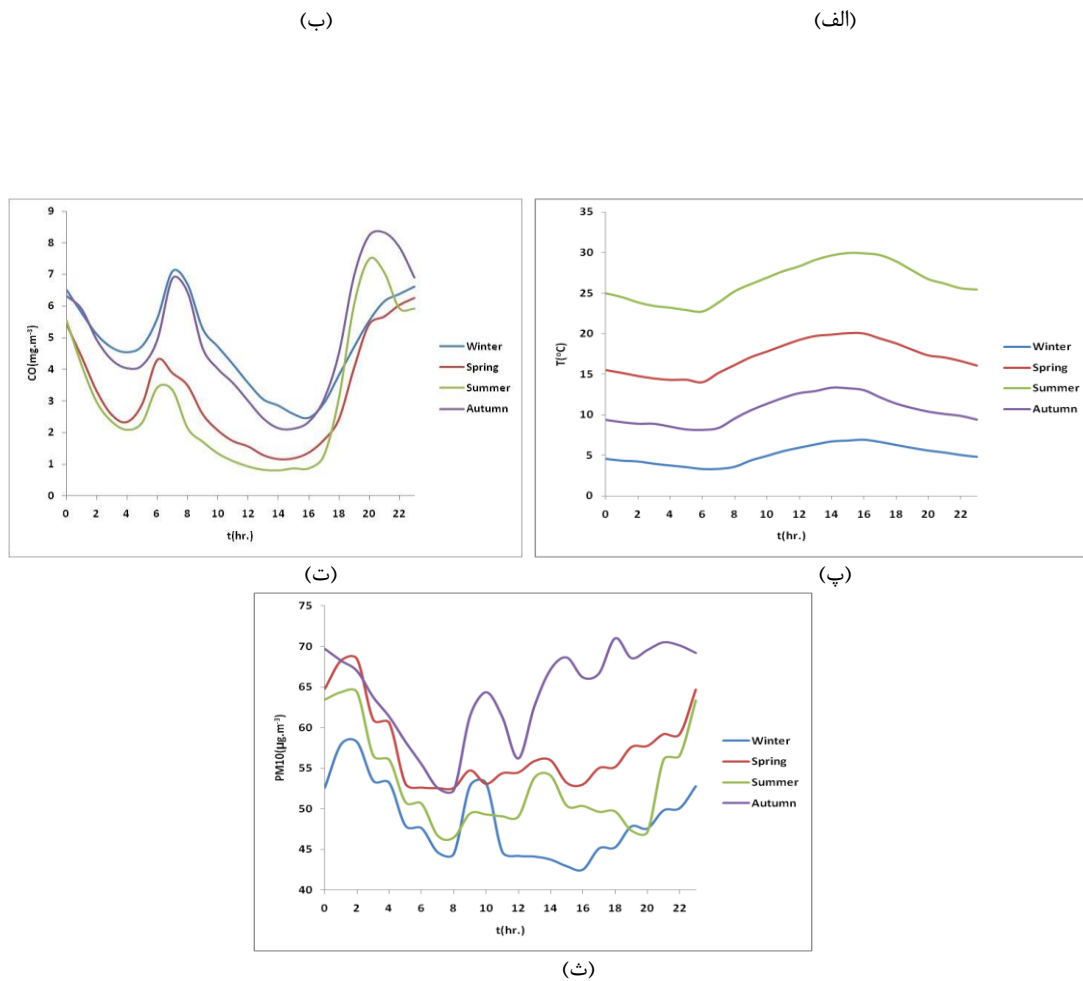 (الف)
(ب)
CO(mg.m⁻³)
9
8
7
6
5
4
3
2
1
0
0 2 4 6 8 10 12 14 16 18 20 22
t(hr.)
Winter
Spring
Summer
Autumn
T(°C)
35
30
25
20
15
10
5
0
0 2 4 6 8 10 12 14 16 18 20 22
t(hr.)
Winter
Spring
Summer
Autumn
(پ)
(ت)
PM10(µg.m⁻³)
75
70
65
60
55
50
45
40
0 2 4 6 8 10 12 14 16 18 20 22
t(hr.)
Winter
Spring
Summer
Autumn
(ث)